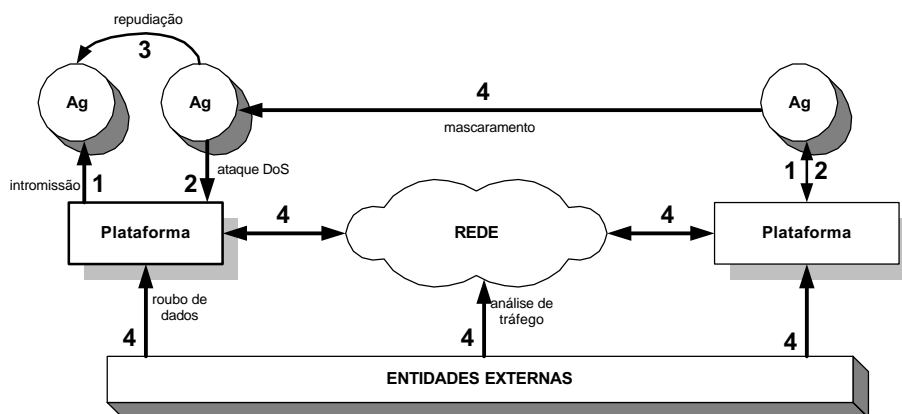 repudiação
3
Ag
Ag
4
Ag
mascaramento
intromissão
1
2
ataque DoS
1
2
Plataforma
4
REDE
4
Plataforma
roubo de
dados
análise de
tráfego
4
4
4
ENTIDADES EXTERNAS